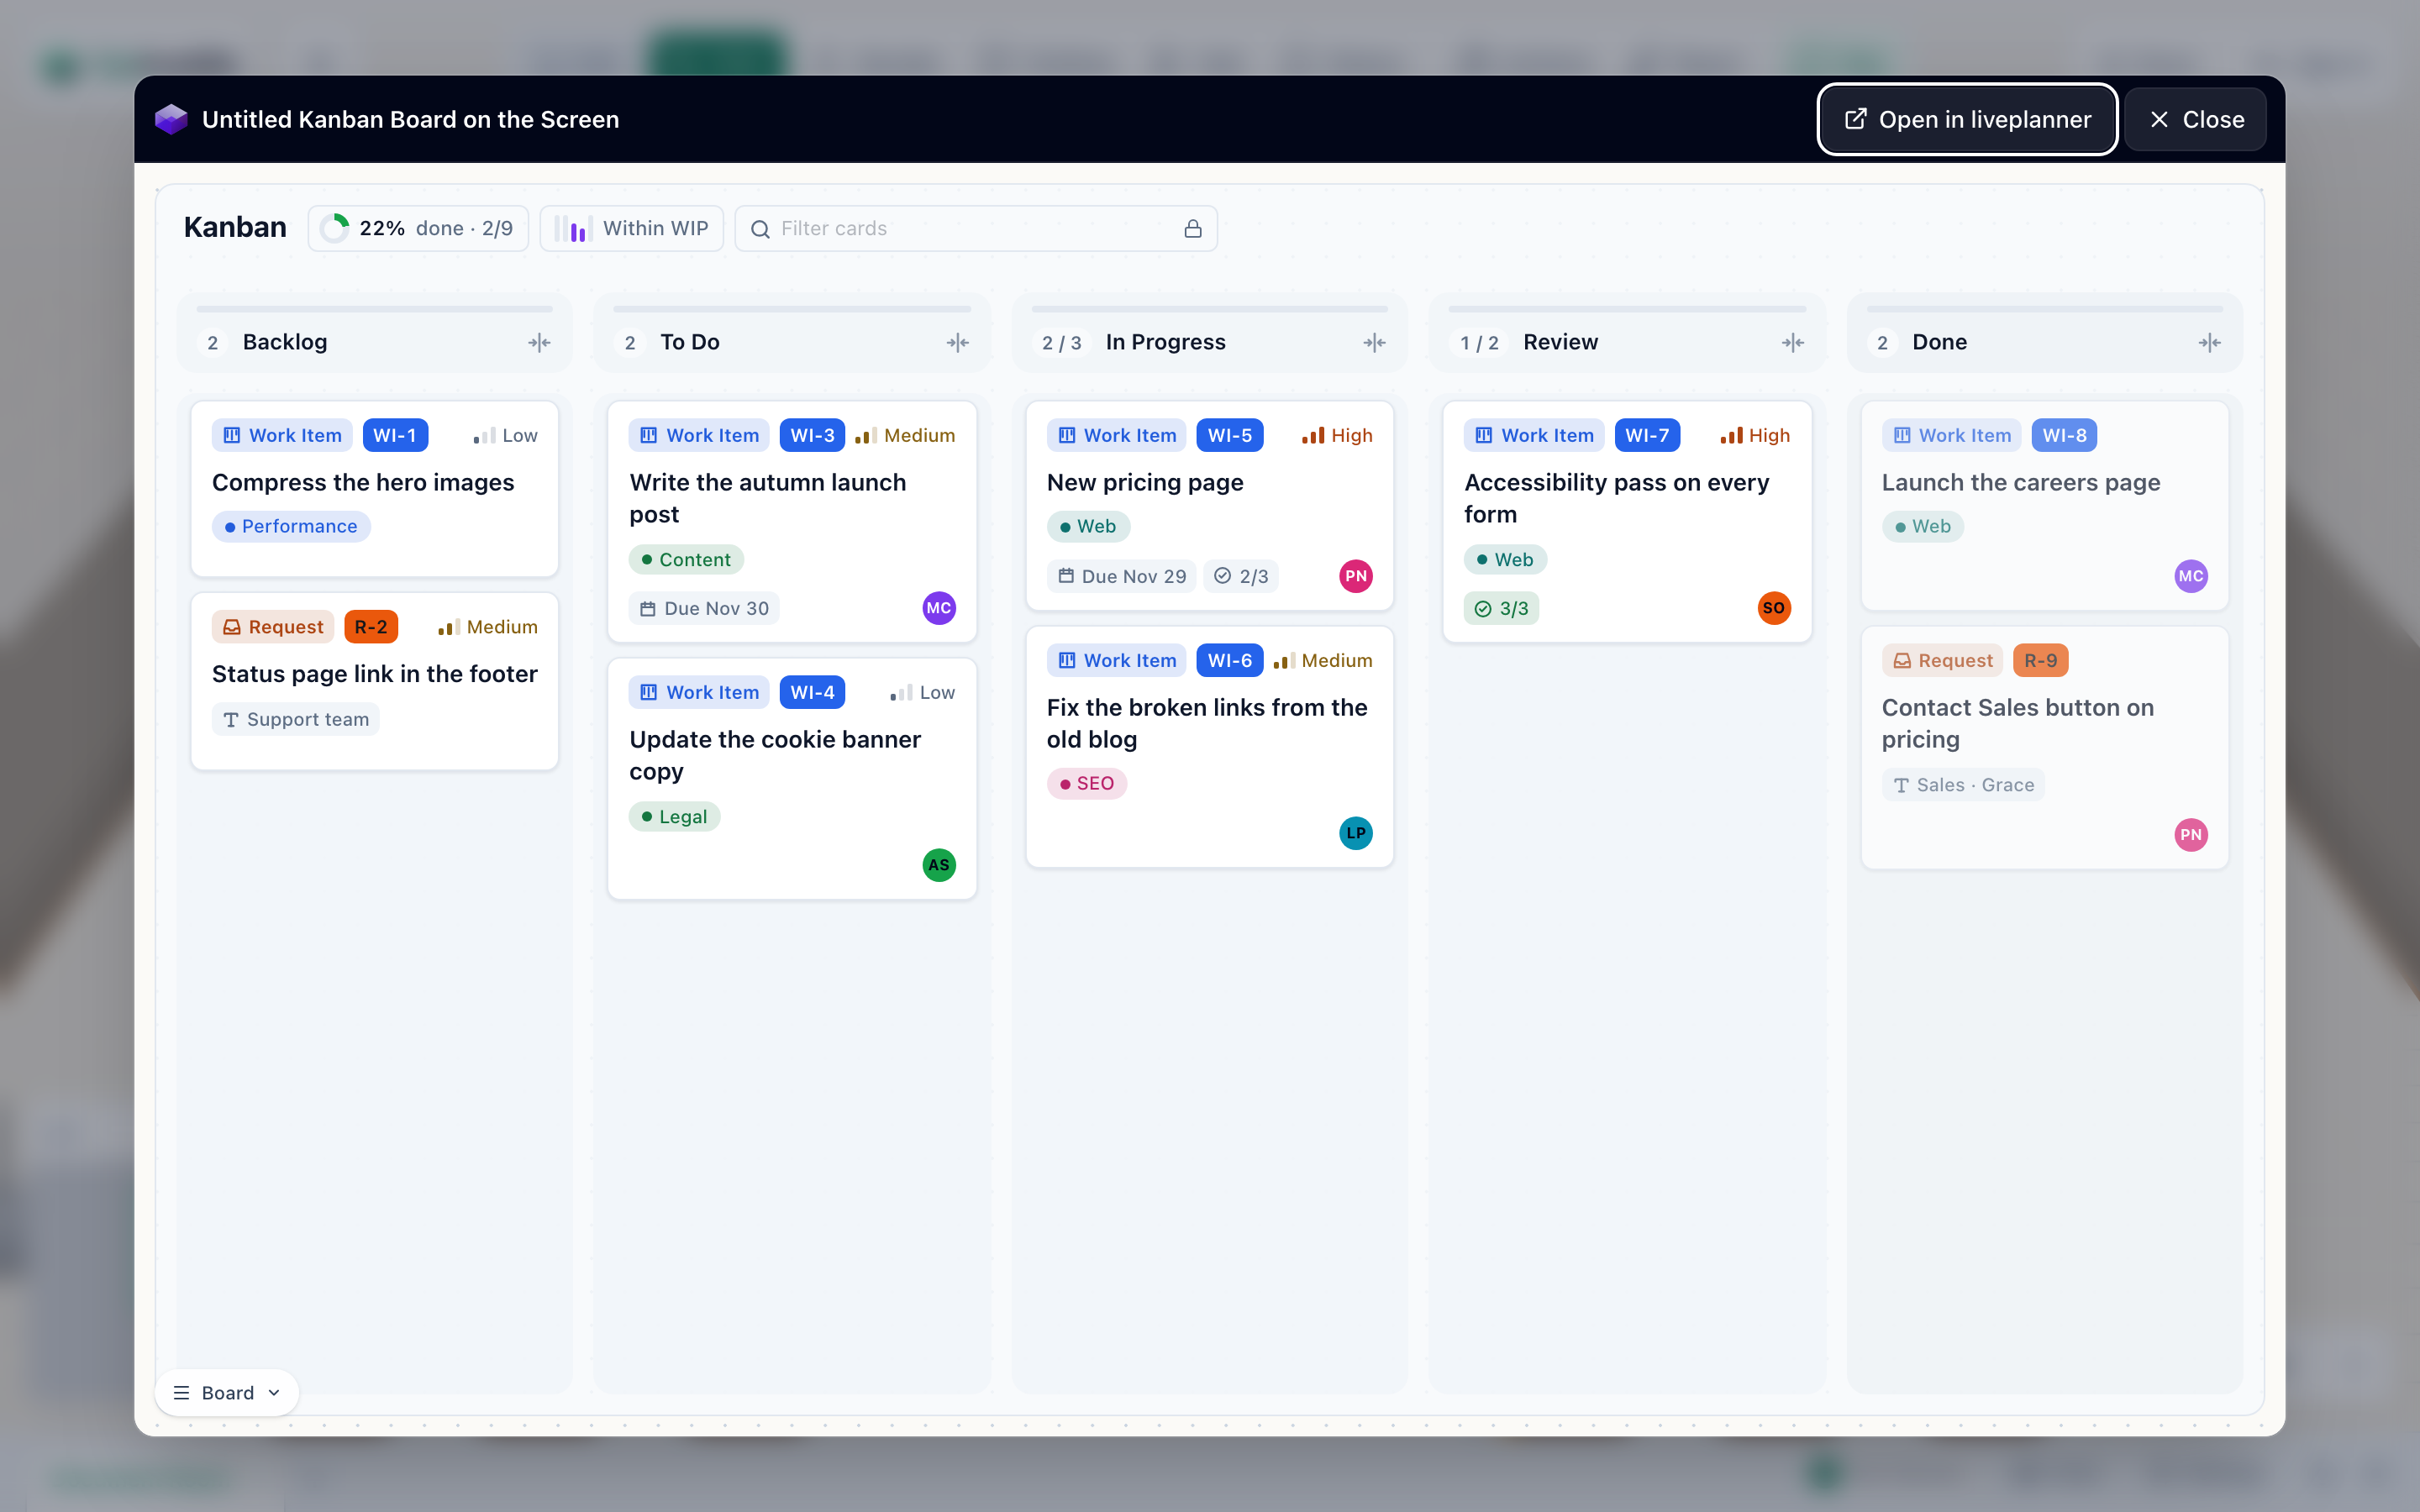 Untitled Kanban Board on the Screen
Open in liveplanner
Close
Kanban
22% done · 2/9
Within WIP
Filter cards
2 Backlog
Work Item WI-1 Low
Compress the hero images
Performance
Request R-2 Medium
Status page link in the footer
Support team
2 To Do
Work Item WI-3 Medium
Write the autumn launch
post
Content
Due Nov 30 MC
Work Item WI-4 Low
Update the cookie banner
copy
Legal
AS
2 / 3 In Progress
Work Item WI-5 High
New pricing page
Web
Due Nov 29 2/3 PN
Work Item WI-6 Medium
Fix the broken links from the
old blog
SEO
LP
1 / 2 Review
Work Item WI-7 High
Accessibility pass on every
form
Web
3/3 SO
2 Done
Work Item WI-8
Launch the careers page
Web
MC
Request R-9
Contact Sales button on
pricing
Sales · Grace
PN
Board